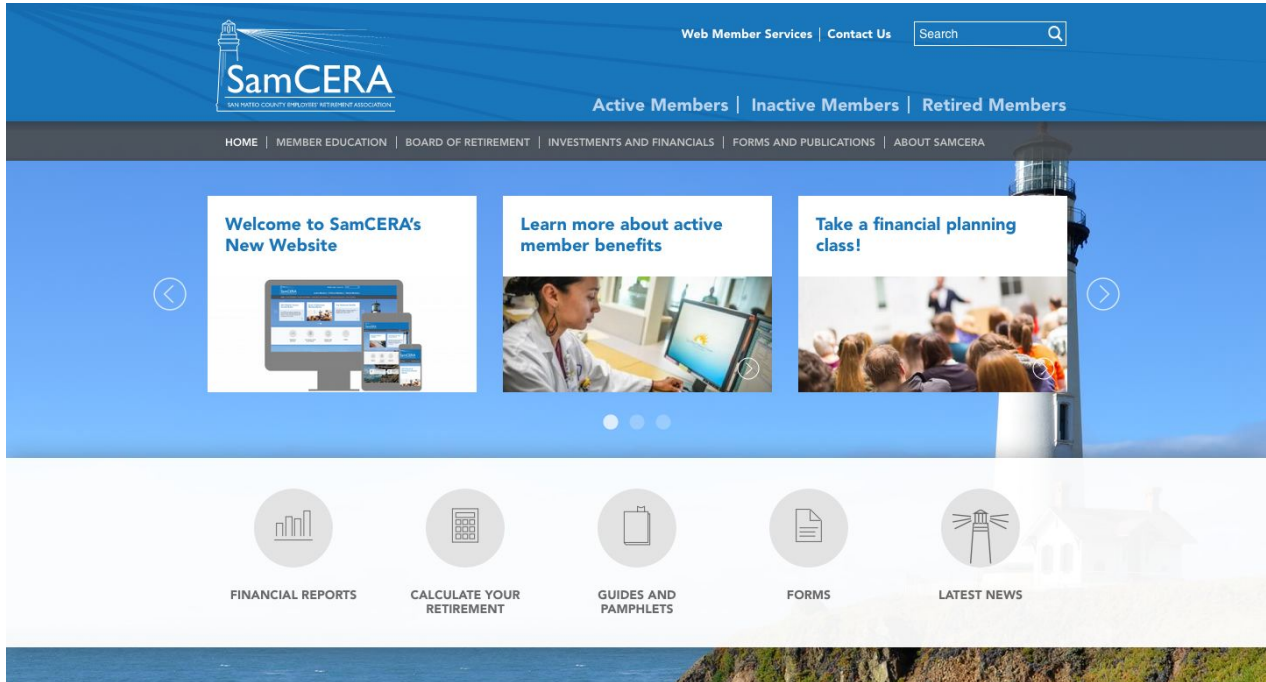 Web Member Services | Contact Us
Search
SamCERA
SAN MATEO COUNTY EMPLOYEES' RETIREMENT ASSOCIATION
Active Members | Inactive Members | Retired Members
HOME | MEMBER EDUCATION | BOARD OF RETIREMENT | INVESTMENTS AND FINANCIALS | FORMS AND PUBLICATIONS | ABOUT SAMCERA
Welcome to SamCERA's
New Website
Learn more about active
member benefits
Take a financial planning
class!
FINANCIAL REPORTS
CALCULATE YOUR
RETIREMENT
GUIDES AND
PAMPHLETS
FORMS
LATEST NEWS